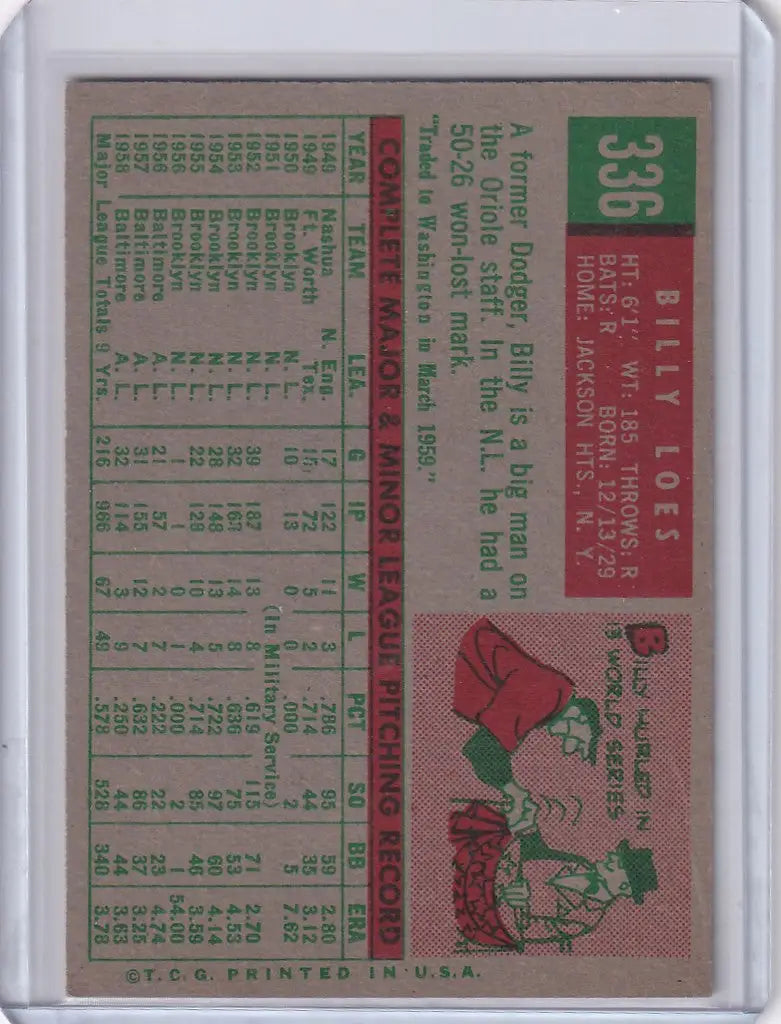 336
BILLY LOES
HT: 6'1" WT: 185 THROWS: R
BATS: R BORN: 12/13/29
HOME: JACKSON HTS., N. Y.
A former Dodger, Billy is a big man on
the Oriole staff. In the N.L. he had a
50-26 won-lost mark.
"Traded to Washington in March 1959."
BILLY HURLED IN
'3 WORLD SERIES
COMPLETE MAJOR & MINOR LEAGUE PITCHING RECORD
YEAR TEAM LEA. G IP W L PCT SO BB ERA
1949 Nashua N. Eng. 17 122 11 3 .786 95 59 2.80
1949 Ft. Worth Tex. 15 72 5 2 .714 44 35 3.12
1950 Brooklyn N. L. 10 13 0 0 .000 2 5 7.62
1951 Brooklyn N. L. (In Military Service)
1952 Brooklyn N. L. 39 187 13 8 .619 115 71 2.70
1953 Brooklyn N. L. 32 163 14 8 .636 75 53 4.53
1954 Brooklyn N. L. 28 148 13 5 .722 97 60 4.14
1955 Brooklyn N. L. 22 128 10 4 .714 85 46 3.59
1956 Brooklyn N. L. 1 1 0 1 .000 2 1 54.00
1956 Baltimore A. L. 21 57 2 7 .222 22 23 4.74
1957 Baltimore A. L. 31 155 12 7 .632 86 37 3.25
1958 Baltimore A. L. 32 114 3 9 .250 44 44 3.63
Major League Totals 9 Yrs. 216 966 67 49 .578 528 340 3.78
©T.C.G. PRINTED IN U.S.A.